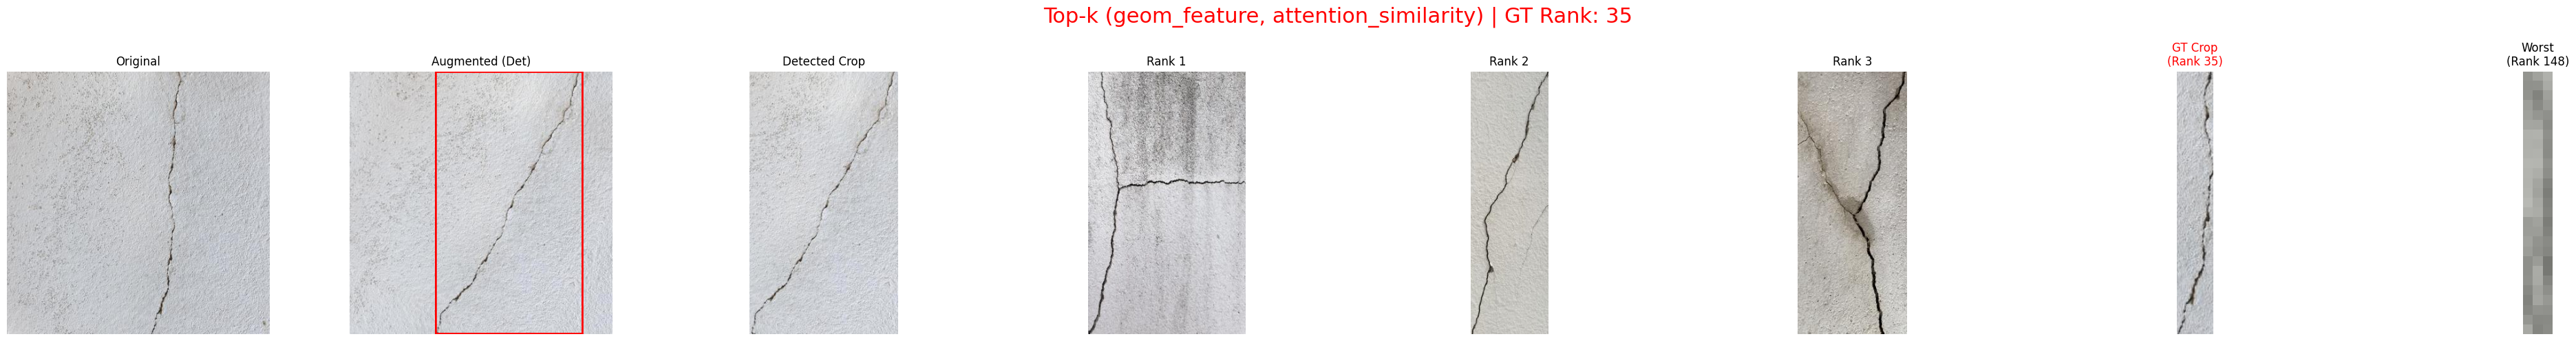 Top-k (geom_feature, attention_similarity) | GT Rank: 35
Original
Augmented (Det)
Detected Crop
Rank 1
Rank 2
Rank 3
GT Crop
(Rank 35)
Worst
(Rank 148)